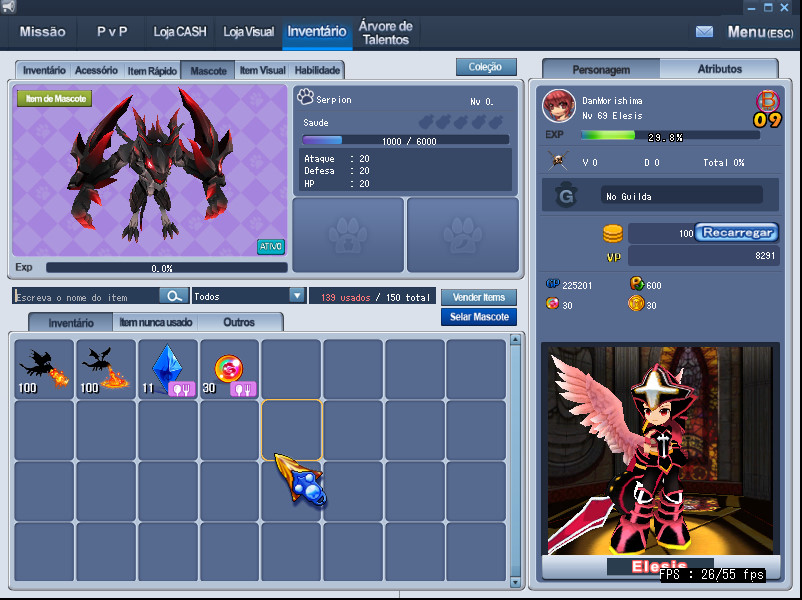 Missão
P v P
Loja CASH
Loja Visual
Inventário
Árvore de
Talentos
Menu(ESC)
Inventário
Acessório
Item Rápido
Mascote
Item Visual
Habilidade
Coleção
Item de Mascote
ATIVO
Exp
0.0%
Serpion
Nv 0.
Saude
1000 / 6000
Ataque : 20
Defesa : 20
HP : 20
Escreva o nome do item
Todos
139 usados / 150 total
Vender Itens
Selar Mascote
Inventário
Item nunca usado
Outros
100
100
11
30
Personagem
Atributos
DanMorishima
Nv 69 Elesis
B
09
EXP
29.8%
V 0
D 0
Total 0%
G
No Guilda
100
Recarregar
VP
8291
GP 225201
600
30
30
Elesis
FPS : 26/55 fps